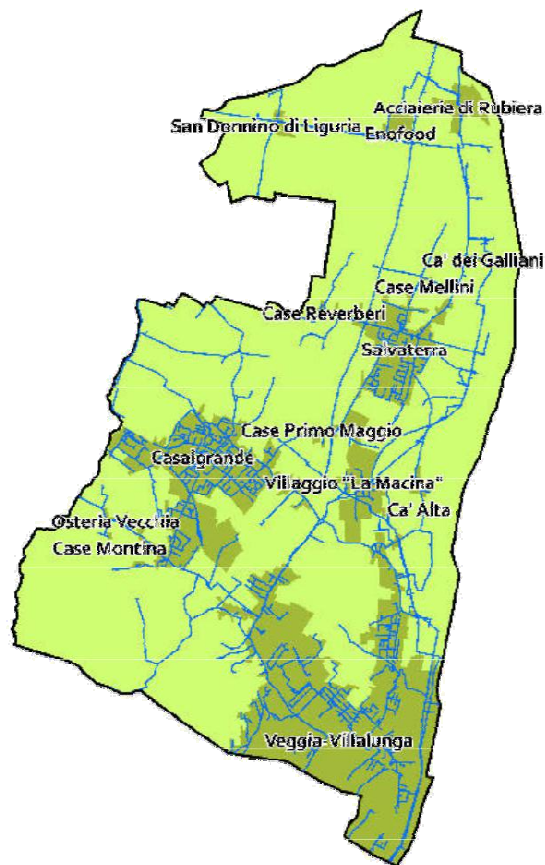 Acciaierie di Rubiera
San Donnino di Liguria
Enofood
Ca' dei Galliani
Case Mellini
Case Reverberi
Salvaterra
Case Primo Maggio
Casalgrande
Villaggio "La Macina"
Ca' Alta
Osteria Vecchia
Case Montina
Veggia-Villalunga